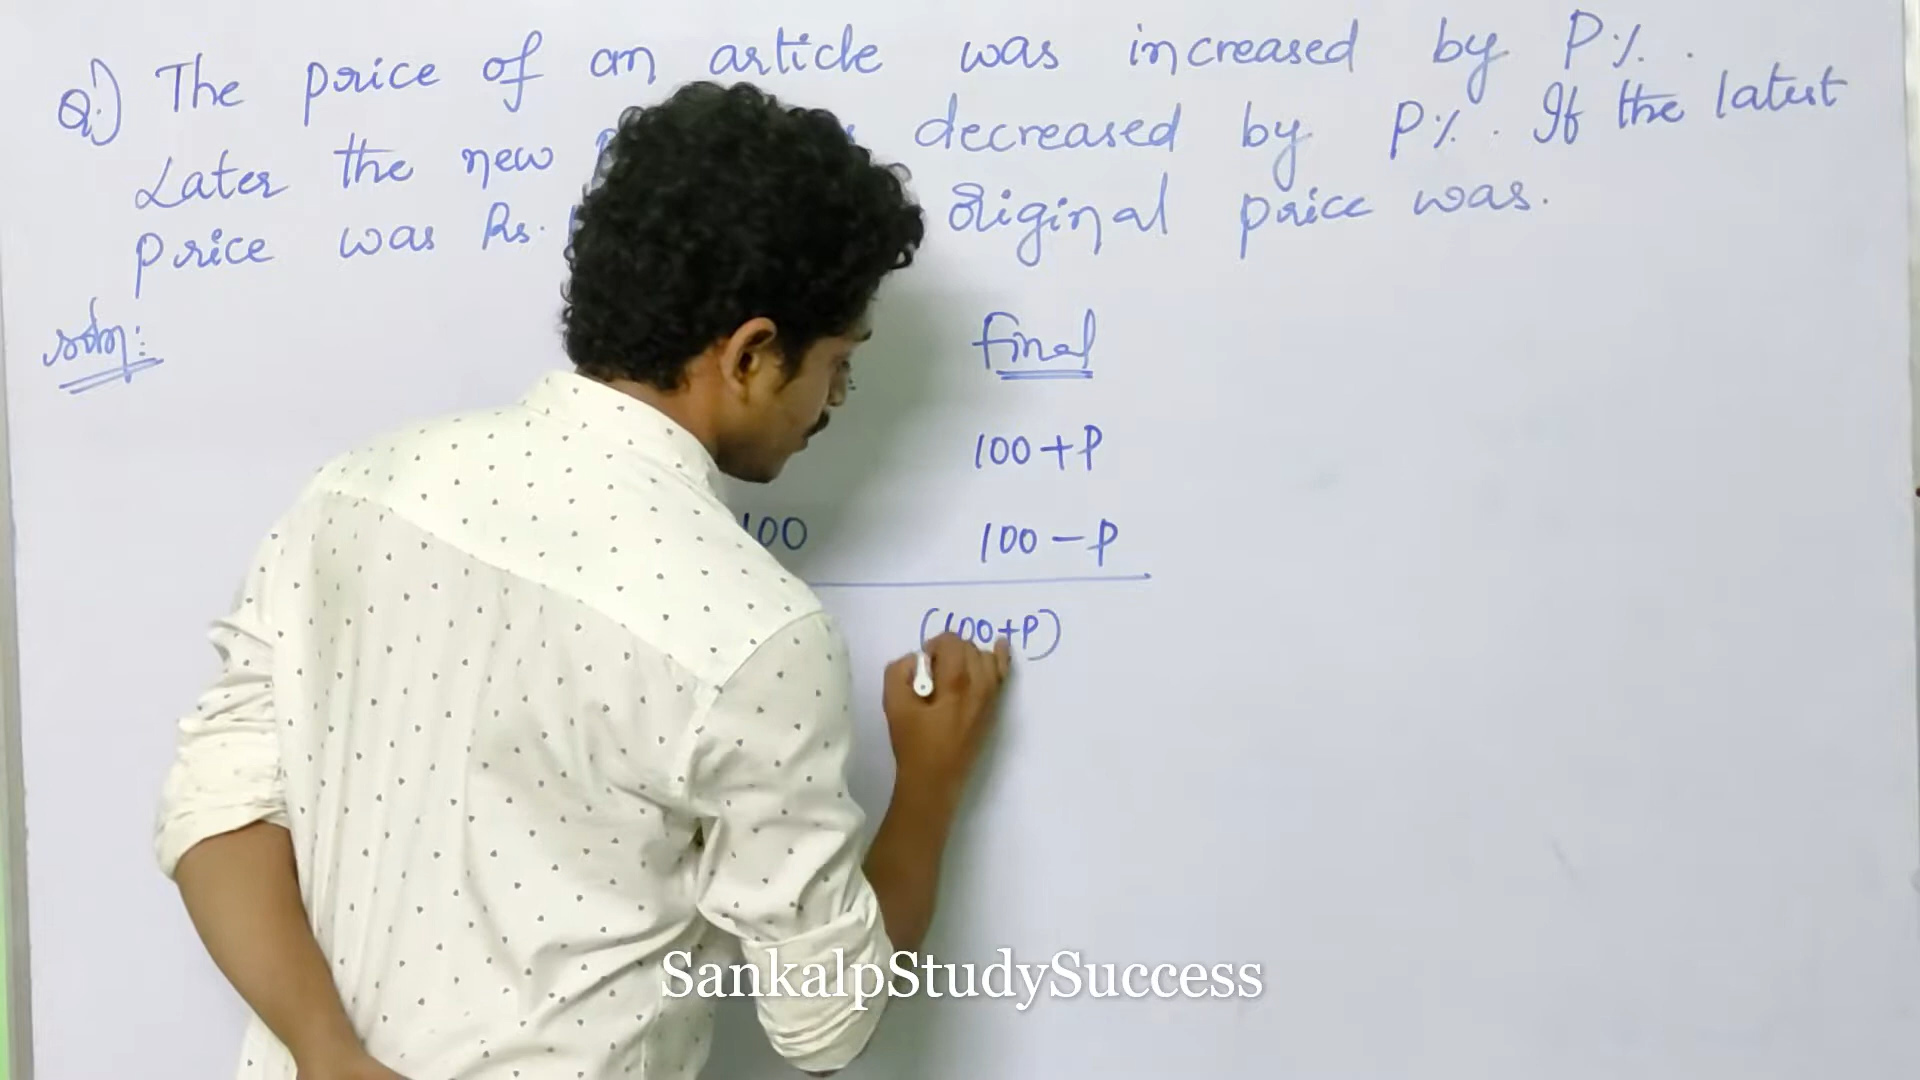 Q.) The price of an article was increased by P%.
Later the new decreased by P%. If the latest
price was Rs. original price was.
soln:
final
100+P
100 100-P
(100+P)
SankalpStudySuccess